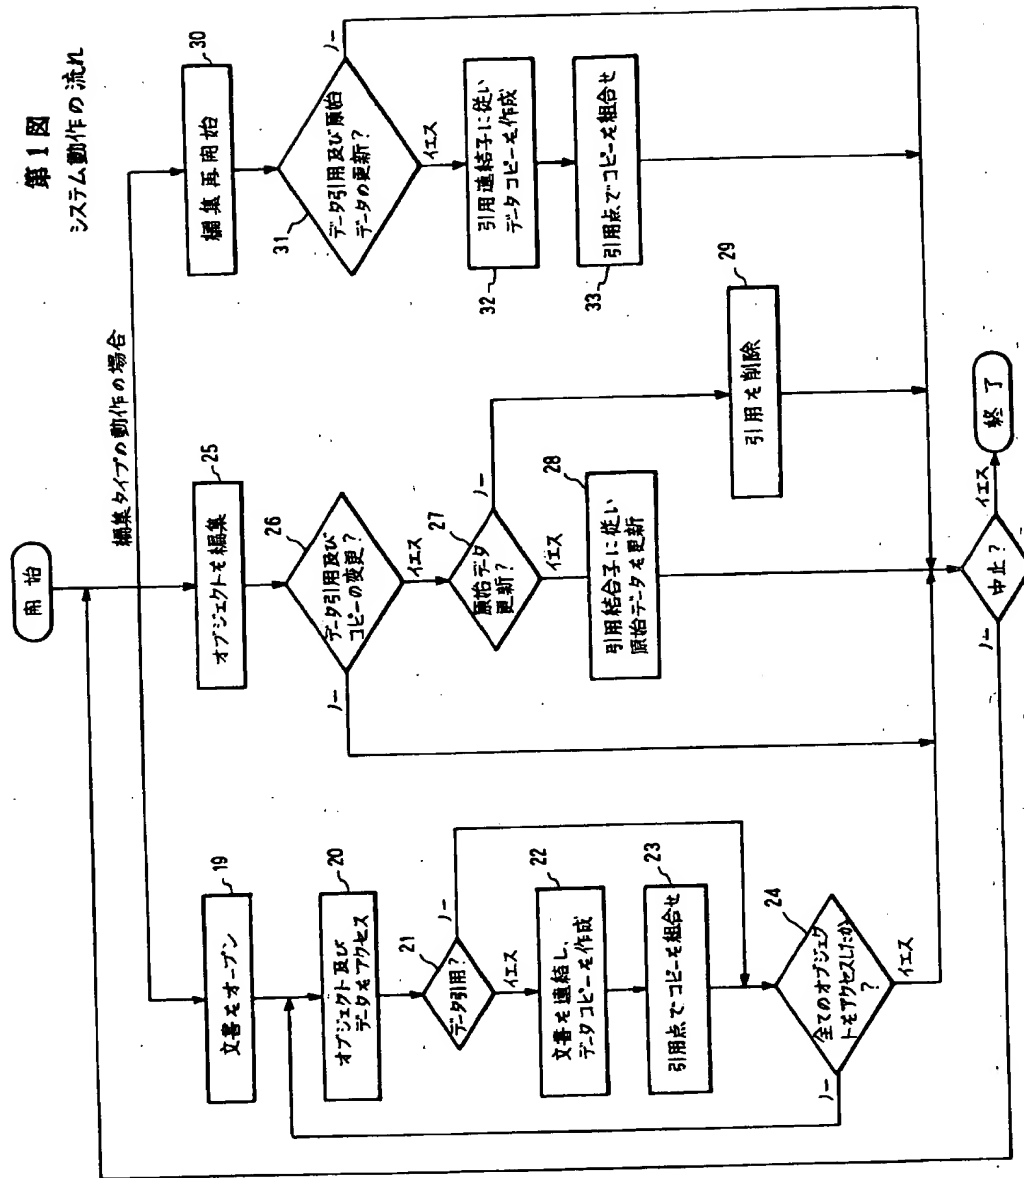 第1図
システム動作の流れ
開始
編集タイプの動作の場合
19
文書をオープン
20
オブジェクト及び
データをアクセス
21
データ引用?
ノー
イエス
22
文書を連結し、
データコピーを作成
23
引用点でコピーを組合せ
24
全てのオブジェク
トをアクセスしたか
?
ノー
イエス
25
オブジェクトを編集
26
データ引用及び
コピーの変更?
ノー
イエス
27
原始データ
更新?
ノー
イエス
28
引用結合子に従い
原始データを更新
29
引用を削除
30
編集再開始
31
データ引用及び原始
データの更新?
ノー
イエス
32
引用連結子に従い
データコピーを作成
33
引用点でコピーを組合せ
中止?
ノー
イエス
終了